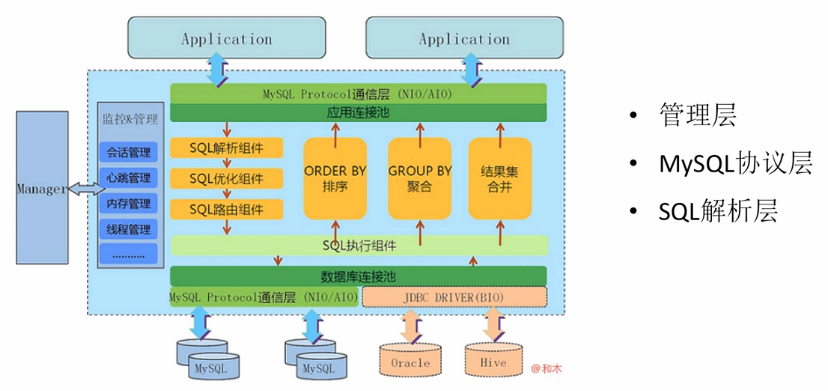 Application
Application
MySQL Protocol通信层 (NIO/AIO)
应用连接池
监控&管理
会话管理
心跳管理
内存管理
线程管理
...........
Manager
SQL解析组件
SQL优化组件
SQL路由组件
ORDER BY
排序
GROUP BY
聚合
结果集
合并
SQL执行组件
数据库连接池
MySQL Protocol通信层 (NIO/AIO)
JDBC DRIVER(BIO)
MySQL
MySQL
Oracle
Hive
@和木
• 管理层
• MySQL协议层
• SQL解析层